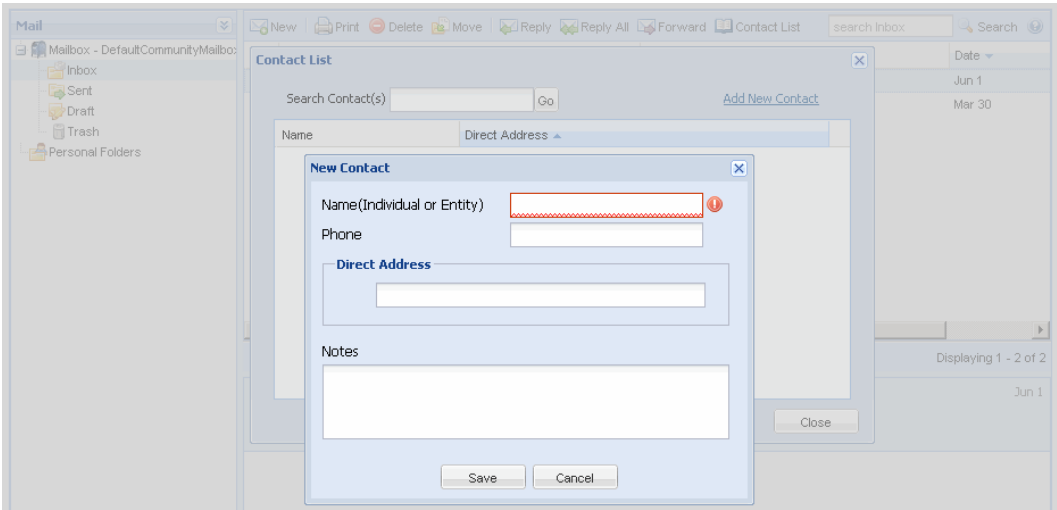 Mail
New Print Delete Move Reply Reply All Forward Contact List search Inbox Search
Mailbox - DefaultCommunityMailbo
Inbox
Sent
Draft
Trash
Personal Folders
Date
Jun 1
Mar 30
Contact List
Search Contact(s) Go Add New Contact
Name Direct Address
New Contact
Name(Individual or Entity)
Phone
Direct Address
Notes
Save Cancel
Close
Displaying 1 - 2 of 2
Jun 1